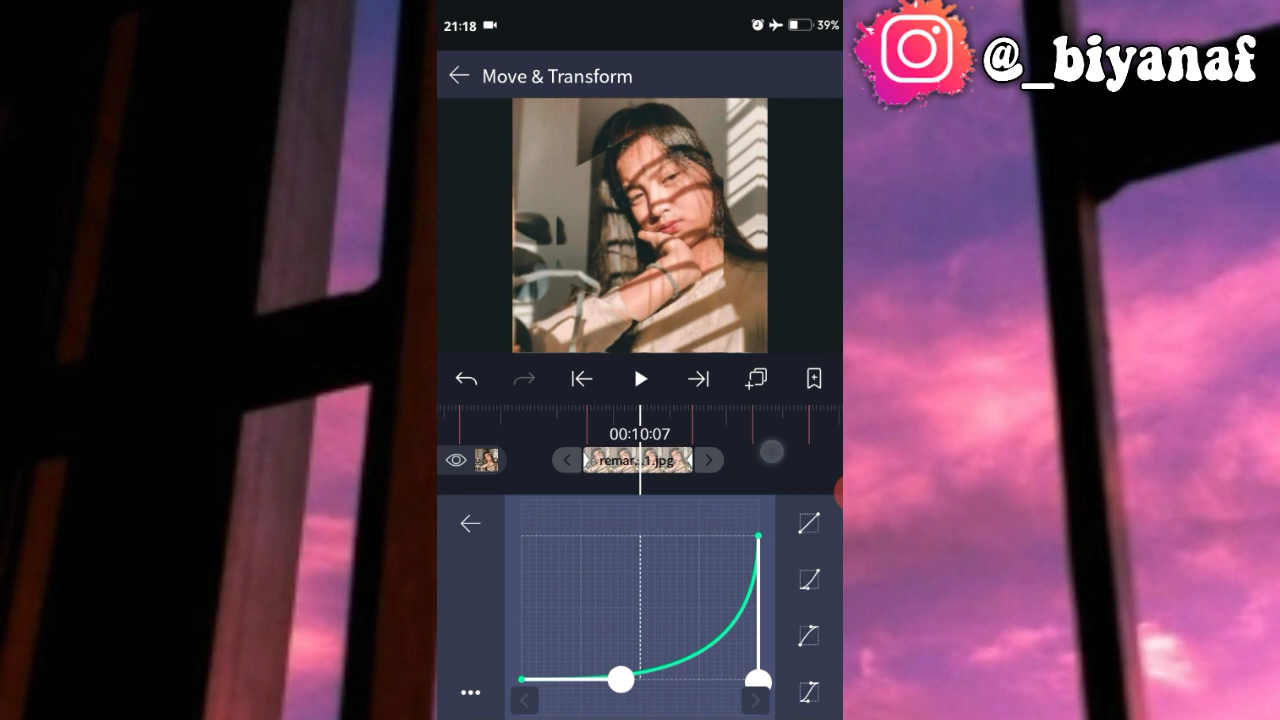 21:18
39%
@_biyanaf
Move & Transform
00:10:07
remar...1.jpg